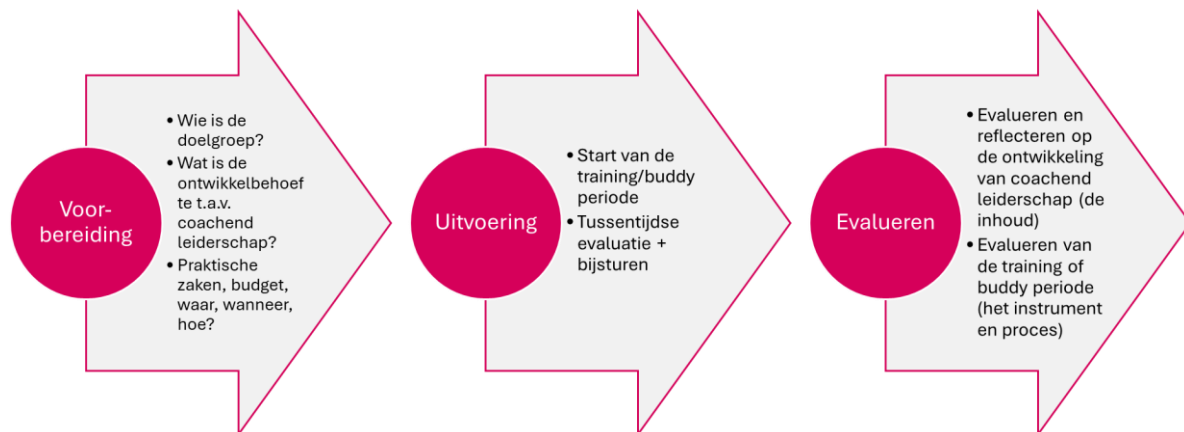 Voor-
bereiding
• Wie is de
doelgroep?
• Wat is de
ontwikkelbehoef
te t.a.v.
coachend
leiderschap?
• Praktische
zaken, budget,
waar, wanneer,
hoe?
Uitvoering
• Start van de
training/buddy
periode
• Tussentijdse
evaluatie +
bijsturen
Evalueren
• Evalueren en
reflecteren op
de ontwikkeling
van coachend
leiderschap (de
inhoud)
• Evalueren van
de training of
buddy periode
(het instrument
en proces)